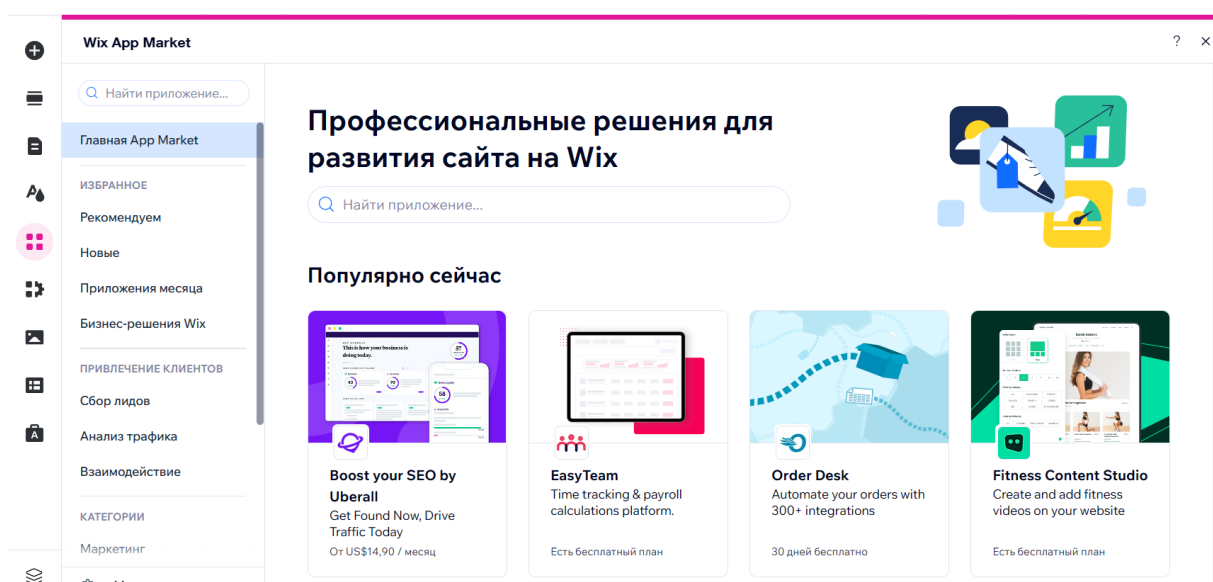 Wix App Market
?
Найти приложение...
Главная App Market
ИЗБРАННОЕ
Рекомендуем
Новые
Приложения месяца
Бизнес-решения Wix
ПРИВЛЕЧЕНИЕ КЛИЕНТОВ
Сбор лидов
Анализ трафика
Взаимодействие
КАТЕГОРИИ
Маркетинг
Профессиональные решения для
развития сайта на Wix
Найти приложение...
Популярно сейчас
This is how your business is
doing today.
Boost your SEO by
Uberall
Get Found Now, Drive
Traffic Today
От US$14,90 / месяц
EasyTeam
Time tracking & payroll
calculations platform.
Есть бесплатный план
Order Desk
Automate your orders with
300+ integrations
30 дней бесплатно
Fitness Content Studio
Create and add fitness
videos on your website
Есть бесплатный план